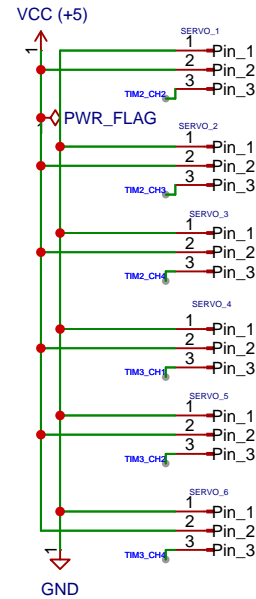 VCC (+5)
1
SERVO_1
1 Pin_1
2 Pin_2
3 Pin_3
TIM2_CH2
1 PWR_FLAG
SERVO_2
1 Pin_1
2 Pin_2
3 Pin_3
TIM2_CH3
SERVO_3
1 Pin_1
2 Pin_2
3 Pin_3
TIM2_CH4
SERVO_4
1 Pin_1
2 Pin_2
3 Pin_3
TIM3_CH1
SERVO_5
1 Pin_1
2 Pin_2
3 Pin_3
TIM3_CH2
SERVO_6
1 Pin_1
2 Pin_2
3 Pin_3
TIM3_CH4
1
GND